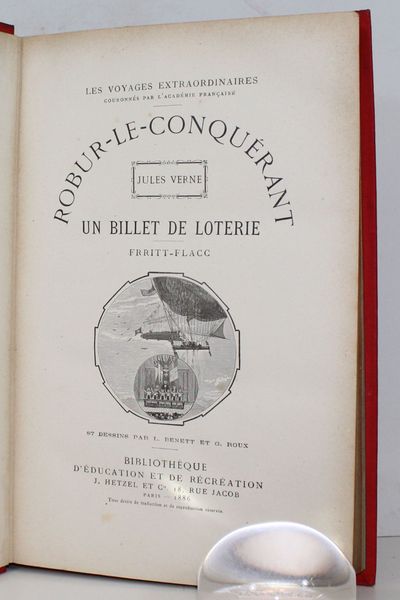 LES VOYAGES EXTRAORDINAIRES
COURONNÉS PAR L'ACADÉMIE FRANÇAISE
ROBUR-LE-CONQUÉRANT
JULES VERNE
UN BILLET DE LOTERIE
FRRITT-FLACC
87 DESSINS PAR L. BENETT ET G. ROUX
BIBLIOTHÈQUE
D'ÉDUCATION ET DE RÉCRÉATION
J. HETZEL ET Cie, 18, RUE JACOB
PARIS — 1886
Tous droits de traduction et de reproduction réservés.